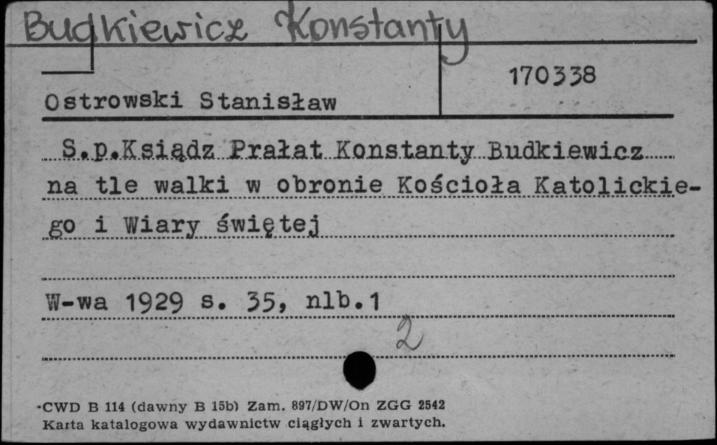 Budkiewicz Konstanty
170338
Ostrowski Stanisław
S.p.Ksiądz Prałat Konstanty Budkiewicz
na tle walki w obronie Kościoła Katolickie-
go i Wiary świętej
W-wa 1929 s. 35, nlb.1
2
CWD B 114 (dawny B 15b) Zam. 897/DW/On ZGG 2542
Karta katalogowa wydawnictw ciągłych i zwartych.